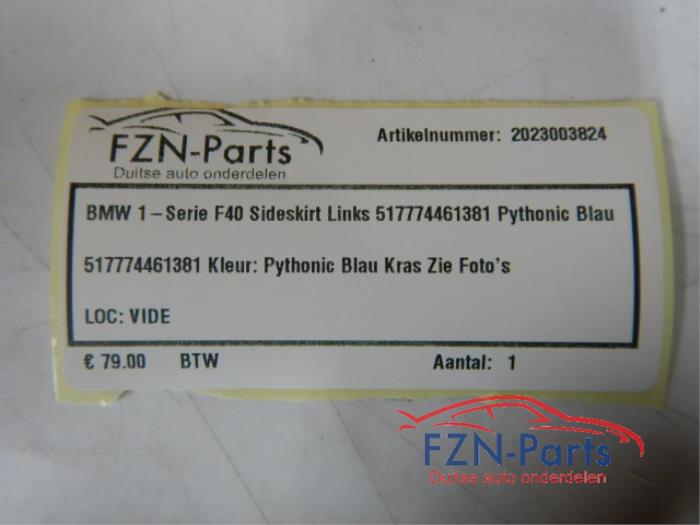 FZN-Parts
Duitse auto onderdelen
Artikelnummer: 2023003824
BMW 1-Serie F40 Sideskirt Links 517774461381 Pythonic Blau
517774461381 Kleur: Pythonic Blau Kras Zie Foto's
LOC: VIDE
€ 79.00 BTW Aantal: 1
FZN-Parts
Duitse auto onderdelen